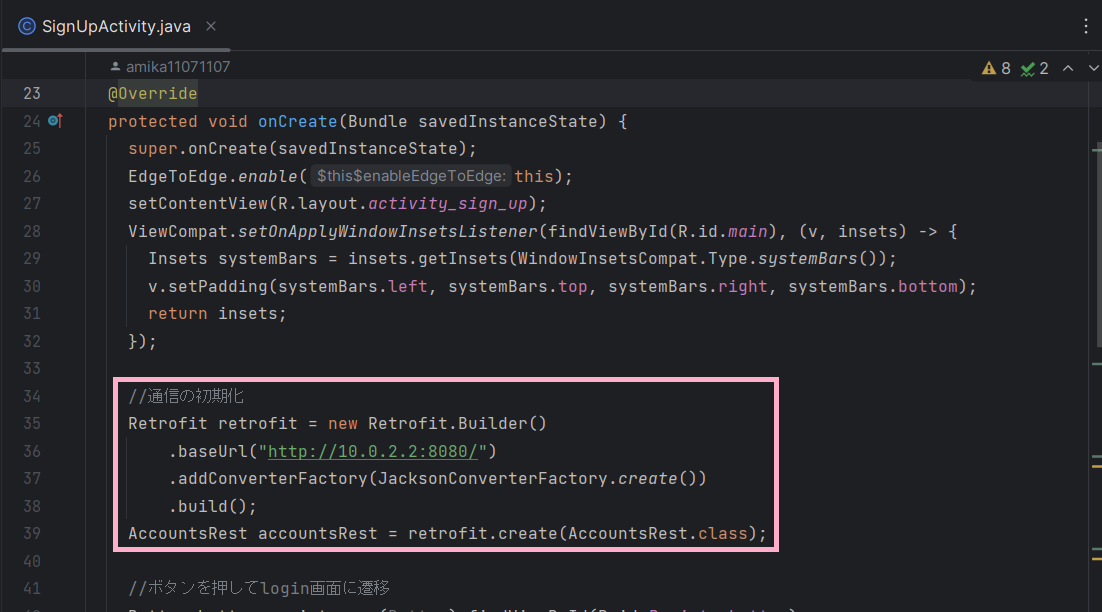 SignUpActivity.java
amika11071107
8 2
23 @Override
24 protected void onCreate(Bundle savedInstanceState) {
25 super.onCreate(savedInstanceState);
26 EdgeToEdge.enable( $this$enableEdgeToEdge: this);
27 setContentView(R.layout.activity_sign_up);
28 ViewCompat.setOnApplyWindowInsetsListener(findViewById(R.id.main), (v, insets) -> {
29 Insets systemBars = insets.getInsets(WindowInsetsCompat.Type.systemBars());
30 v.setPadding(systemBars.left, systemBars.top, systemBars.right, systemBars.bottom);
31 return insets;
32 });
33
34 //通信の初期化
35 Retrofit retrofit = new Retrofit.Builder()
36 .baseUrl("http://10.0.2.2:8080/")
37 .addConverterFactory(JacksonConverterFactory.create())
38 .build();
39 AccountsRest accountsRest = retrofit.create(AccountsRest.class);
40
41 //ボタンを押してlogin画面に遷移